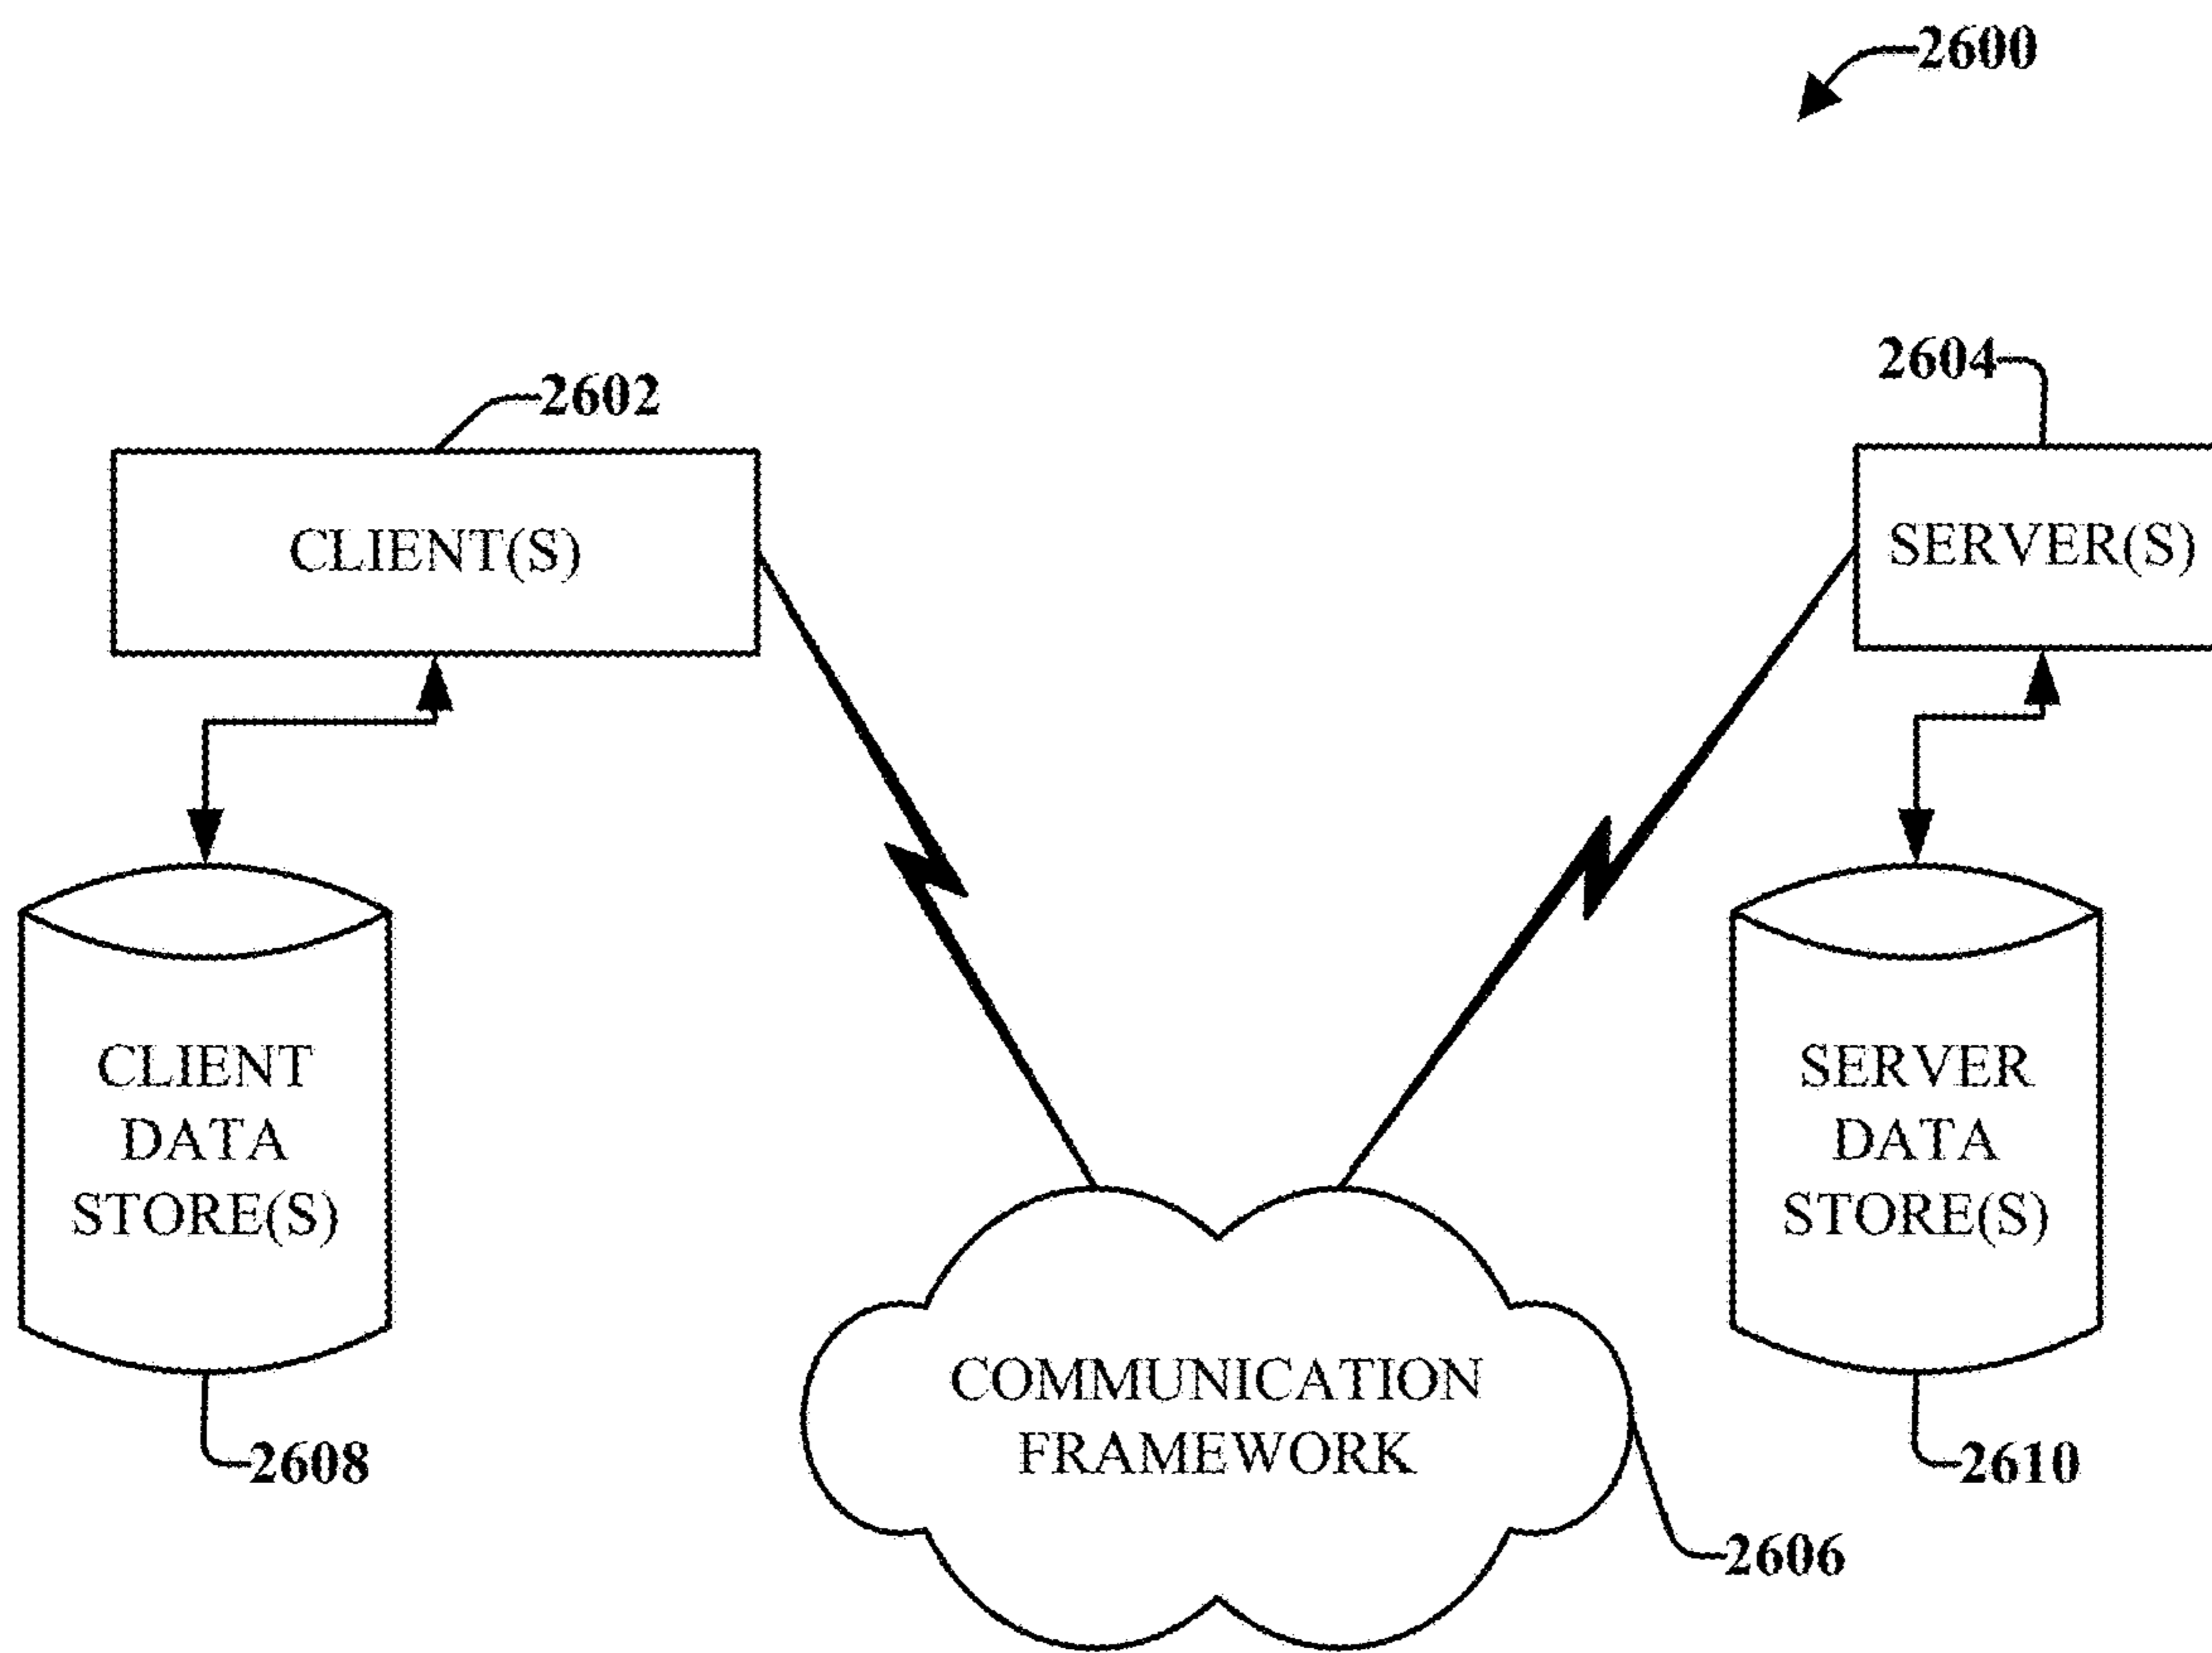 2600
2604
2602
CLIENT(S)
SERVER(S)
CLIENT
DATA
STORE(S)
SERVER
DATA
STORE(S)
COMMUNICATION
FRAMEWORK
2608
2610
2606